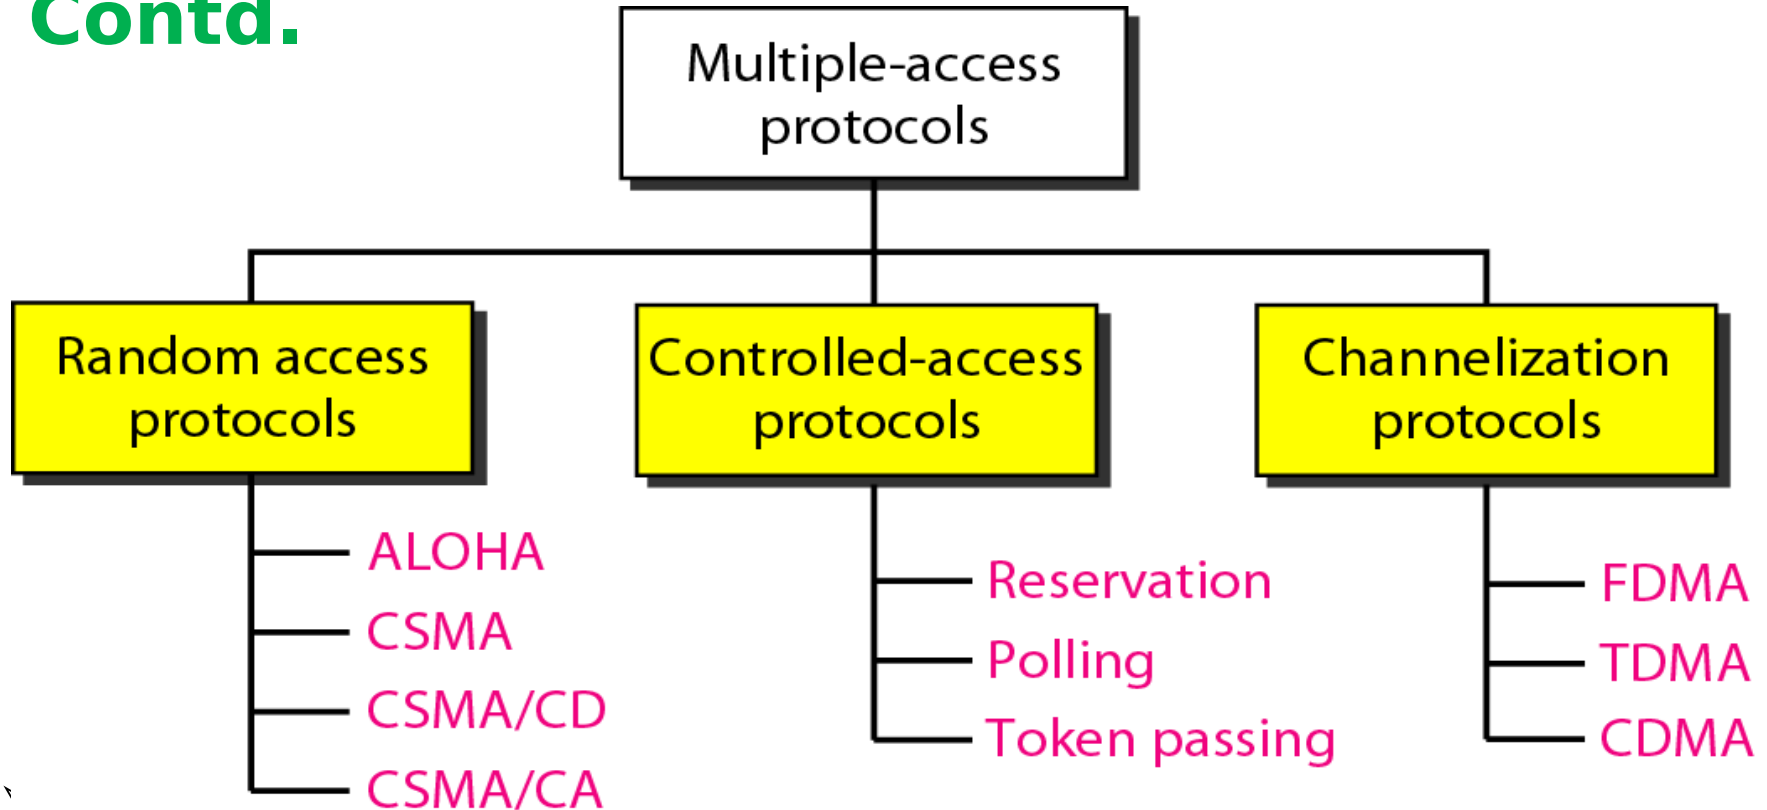 Contd.
Multiple-access
protocols
Random access
protocols
Controlled-access
protocols
Channelization
protocols
ALOHA
CSMA
CSMA/CD
CSMA/CA
Reservation
Polling
Token passing
FDMA
TDMA
CDMA